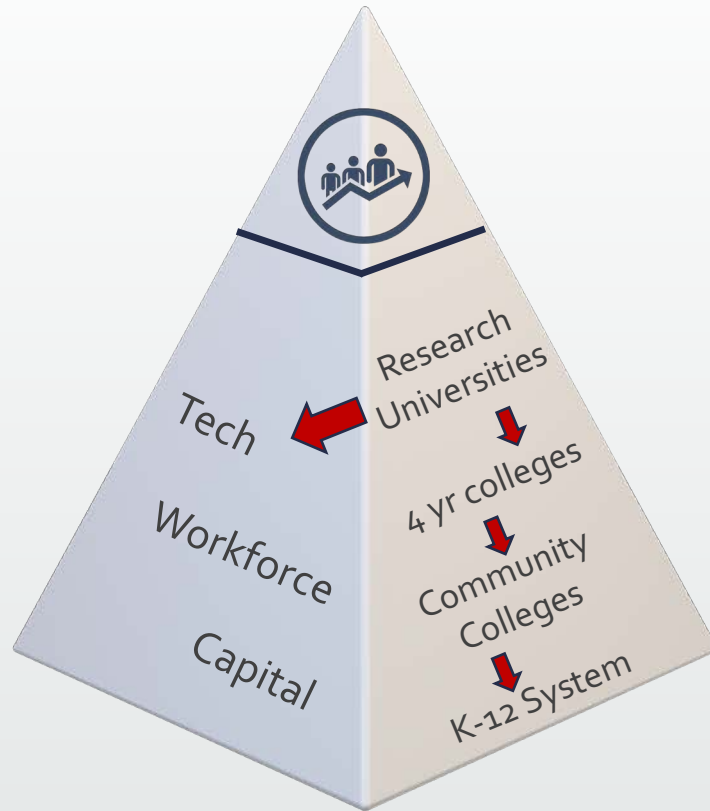 Tech
Workforce
Capital
Research
Universities
4 yr colleges
Community
Colleges
K-12 System